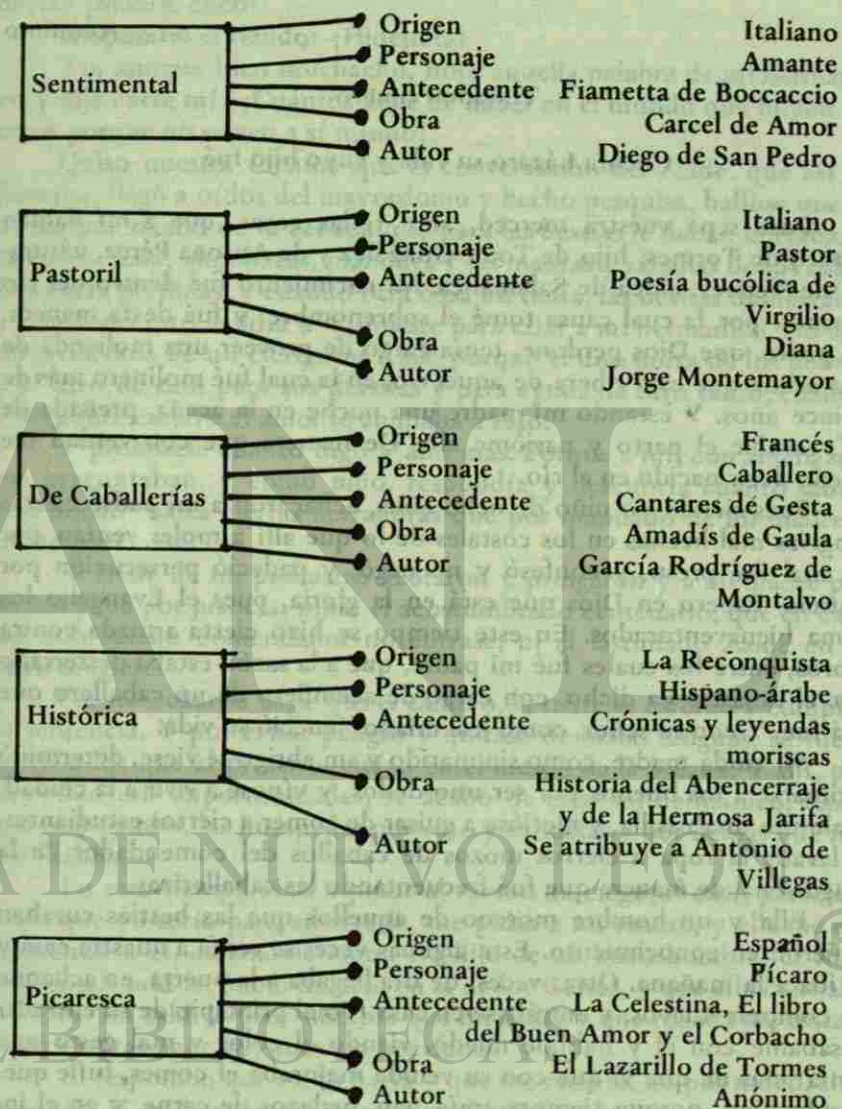 Sentimental
Origen Italiano
Personaje Amante
Antecedente Fiametta de Boccaccio
Obra Carcel de Amor
Autor Diego de San Pedro
Pastoril
Origen Italiano
Personaje Pastor
Antecedente Poesía bucólica de
Virgilio
Obra Diana
Autor Jorge Montemayor
De Caballerías
Origen Francés
Personaje Caballero
Antecedente Cantares de Gesta
Obra Amadís de Gaula
Autor García Rodríguez de
Montalvo
Histórica
Origen La Reconquista
Personaje Hispano-árabe
Antecedente Crónicas y leyendas
moriscas
Obra Historia del Abencerraje
y de la Hermosa Jarifa
Autor Se atribuye a Antonio de
Villegas
Picaresca
Origen Español
Personaje Pícaro
Antecedente La Celestina, El libro
del Buen Amor y el Corbacho
Obra El Lazarillo de Tormes
Autor Anónimo
ANL
A DE NUEVO LEÓN
BIBLIOTECAS